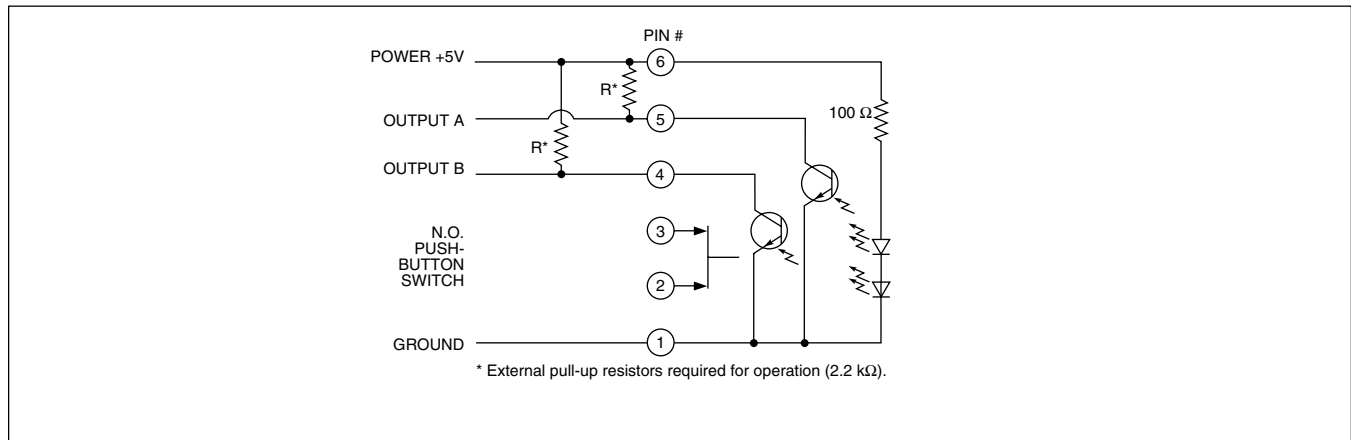 PIN #
POWER +5V
6
R*
100 Ω
OUTPUT A
5
R*
OUTPUT B
4
N.O.
PUSH-
BUTTON
SWITCH
3
2
GROUND
1
* External pull-up resistors required for operation (2.2 kΩ).